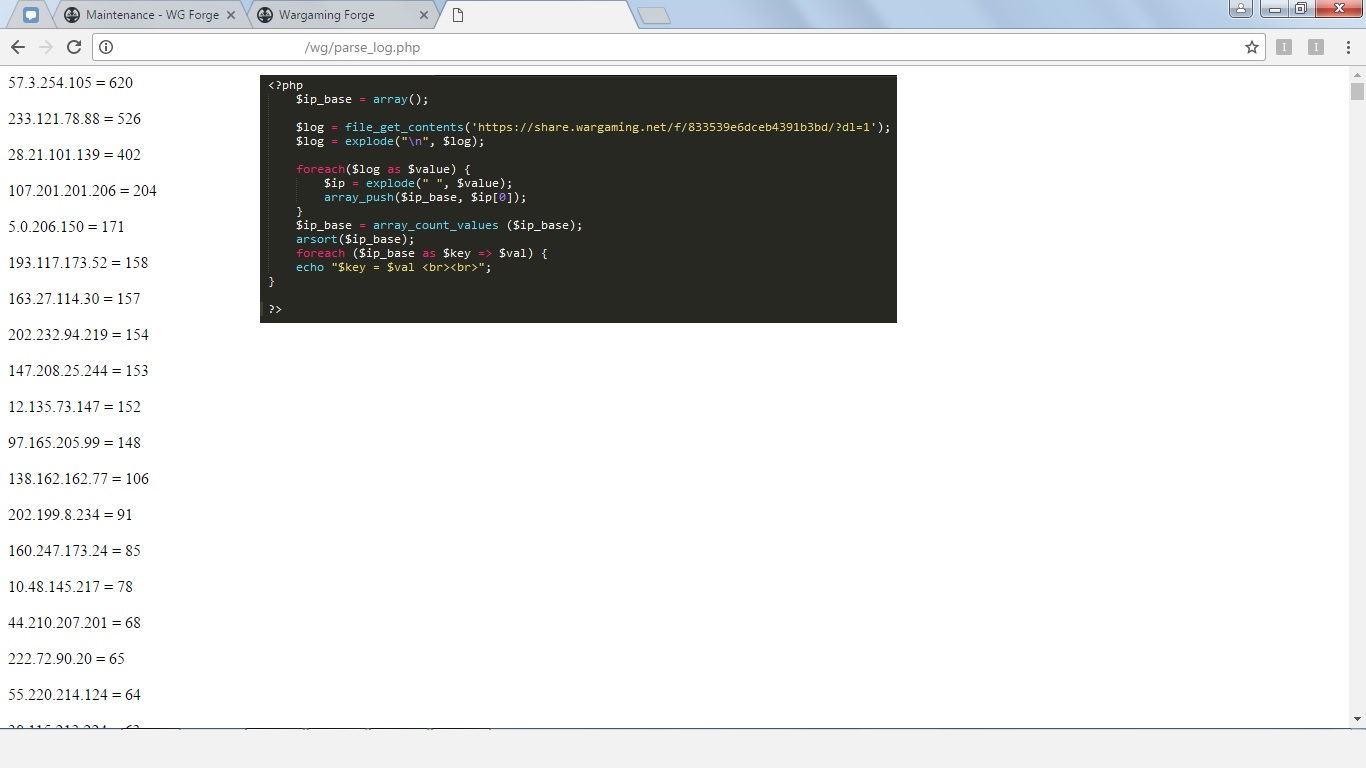 Maintenance - WG Forge
Wargaming Forge
/wg/parse_log.php
57.3.254.105 = 620
233.121.78.88 = 526
28.21.101.139 = 402
107.201.201.206 = 204
5.0.206.150 = 171
193.117.173.52 = 158
163.27.114.30 = 157
202.232.94.219 = 154
147.208.25.244 = 153
12.135.73.147 = 152
97.165.205.99 = 148
138.162.162.77 = 106
202.199.8.234 = 91
160.247.173.24 = 85
10.48.145.217 = 78
44.210.207.201 = 68
222.72.90.20 = 65
55.220.214.124 = 64
<?php
$ip_base = array();
$log = file_get_contents('https://share.wargaming.net/f/833539e6dceb4391b3bd/?dl=1');
$log = explode("\n", $log);
foreach($log as $value) {
$ip = explode(" ", $value);
array_push($ip_base, $ip[0]);
}
$ip_base = array_count_values ($ip_base);
arsort($ip_base);
foreach ($ip_base as $key => $val) {
echo "$key = $val <br><br>";
}
?>